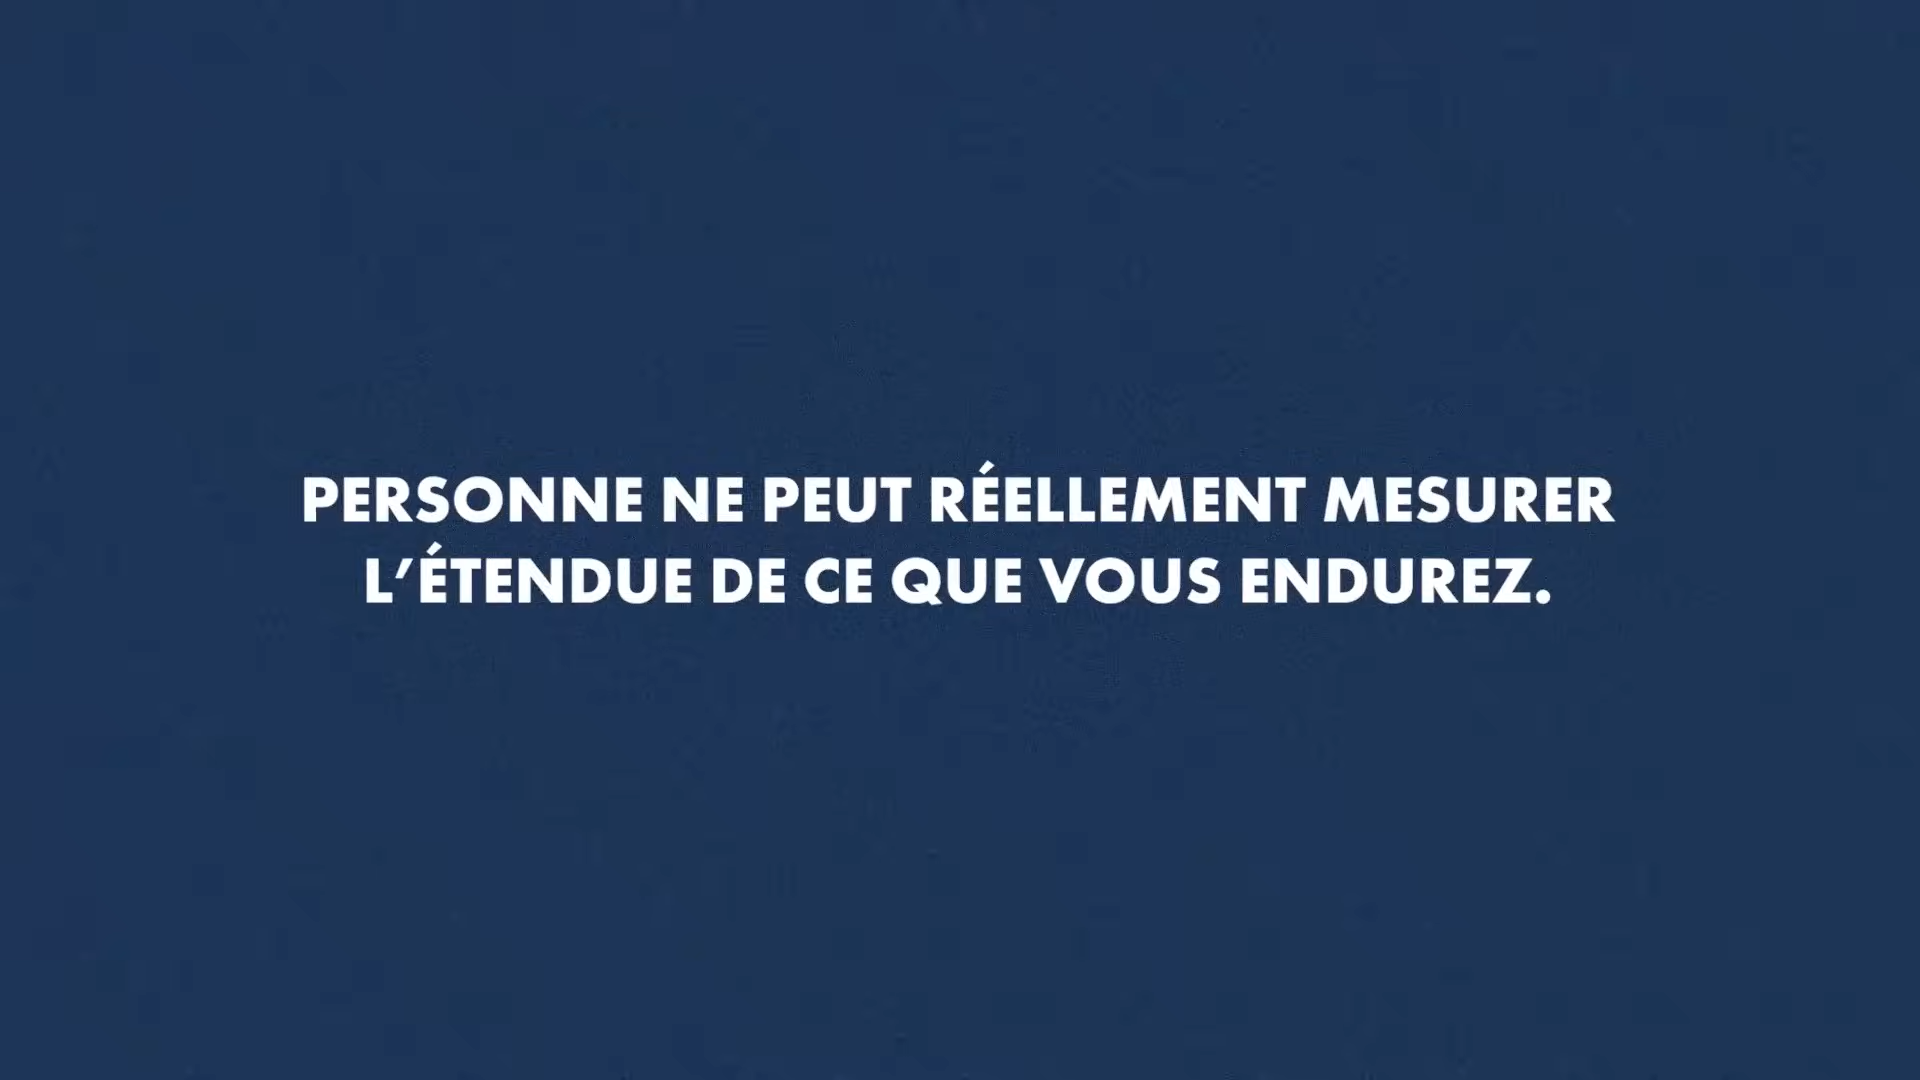 PERSONNE NE PEUT RÉELLEMENT MESURER
L’ÉTENDUE DE CE QUE VOUS ENDUREZ.